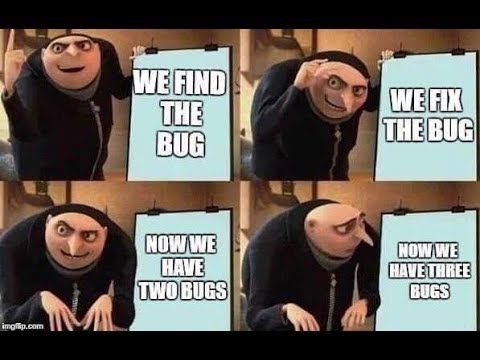 WE FIND
THE
BUG
WE FIX
THE BUG
NOW WE
HAVE
TWO BUGS
NOW WE
HAVE THREE
BUGS
imgflip.com